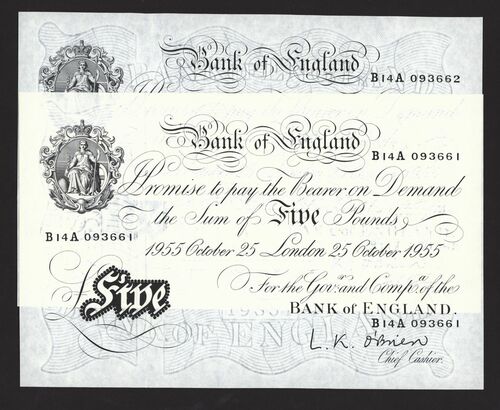 Bank of England
B14A 093662
Bank of England
B14A 093661
I Promise to pay the Bearer on Demand
the Sum of Five Pounds
B14A 093661
1955 October 25 London 25 October 1955
For the Govr. and Compa. of the
£Five
BANK of ENGLAND.
B14A 093661
L.K. O'Brien
Chief Cashier.